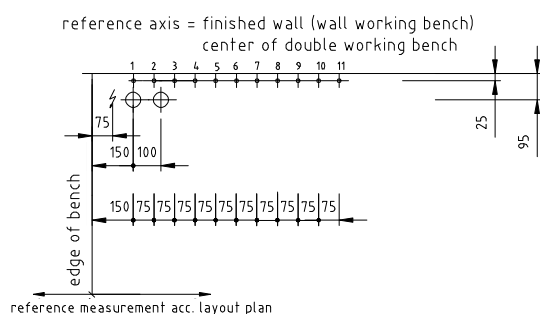 reference axis = finished wall (wall working bench)
center of double working bench
1 2 3 4 5 6 7 8 9 10 11
75
25
95
150 100
150 75 75 75 75 75 75 75 75 75 75
edge of bench
reference measurement acc. layout plan